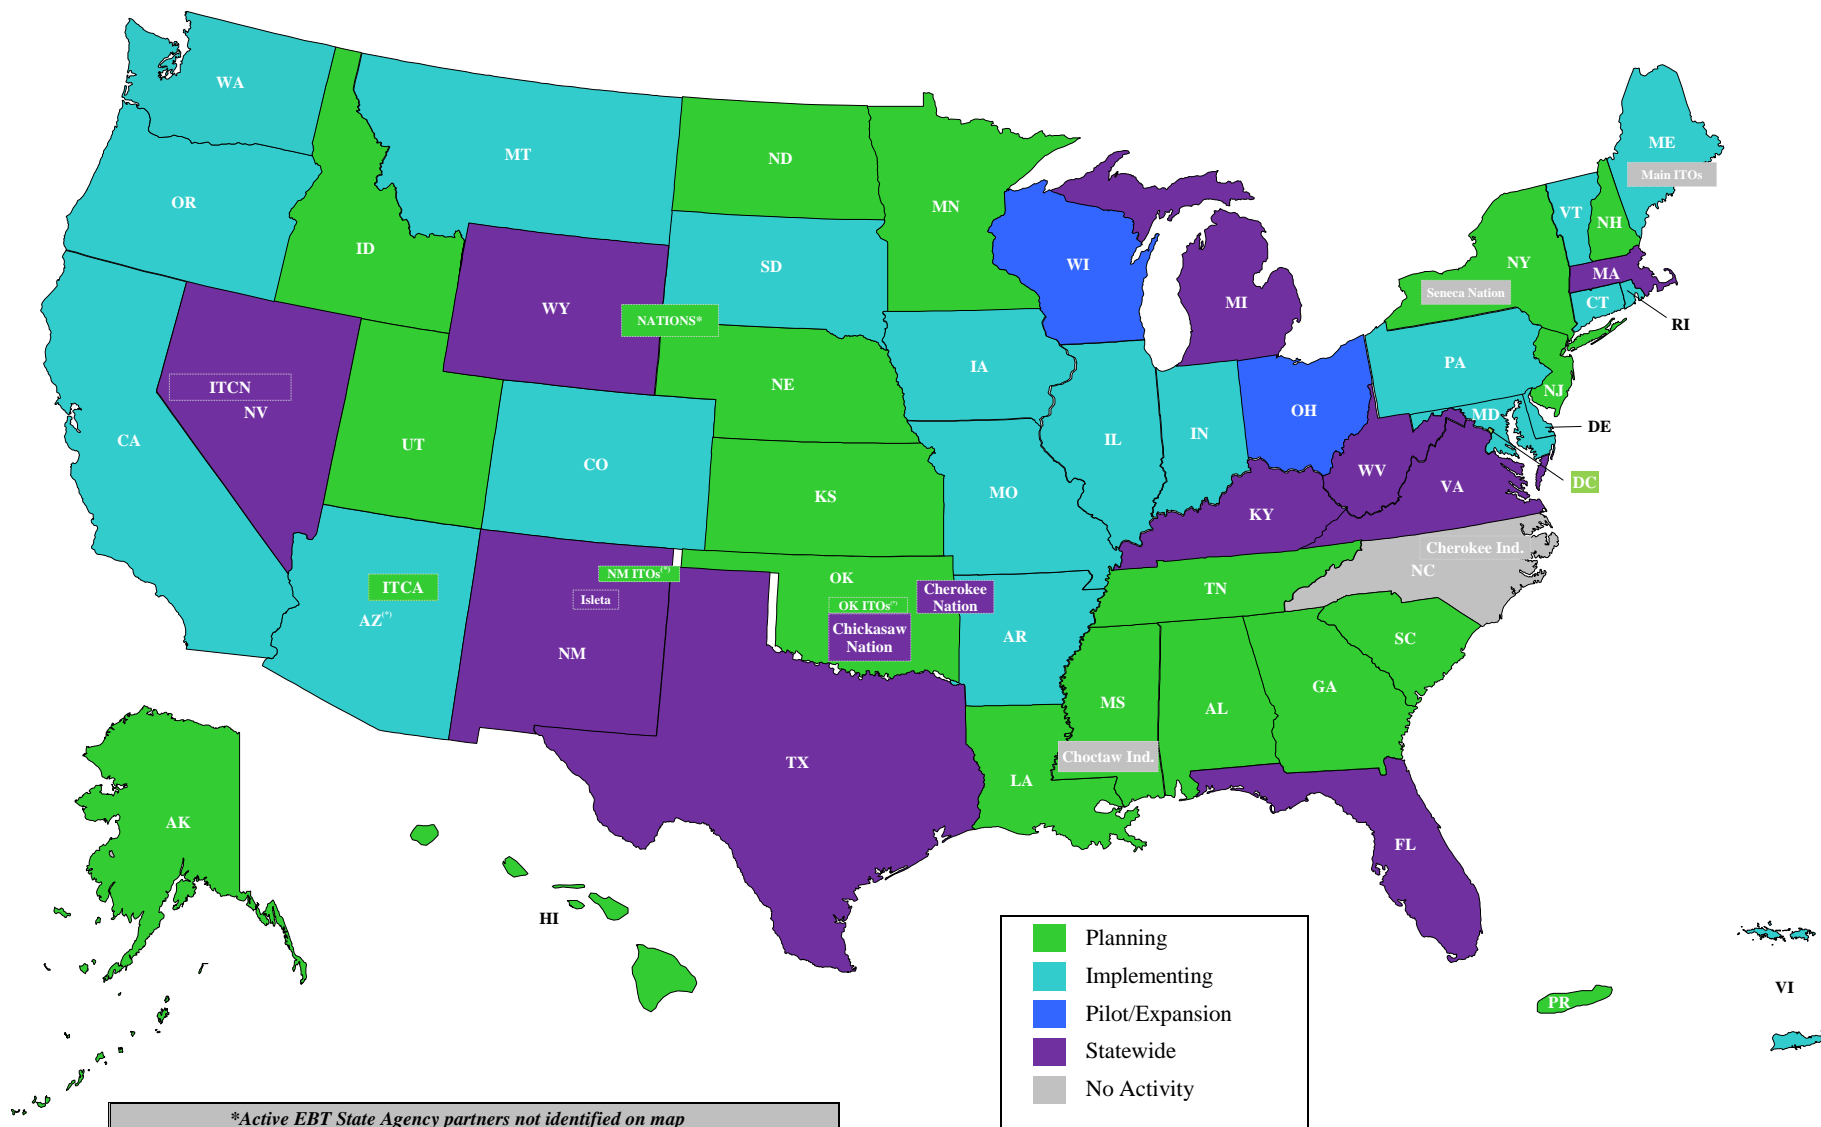 WA
MT
ND
MN
ME
Main ITOs
OR
ID
SD
WI
VT
NH
NY
MA
Seneca Nation
CT
RI
WY
NATIONS*
MI
IA
PA
NE
ITCN
NV
NJ
OH
MD
DE
CA
UT
CO
IL
IN
WV
DC
KS
MO
VA
KY
Cherokee Ind.
NC
ITCA
NM ITOs(*)
OK
Cherokee
Nation
TN
Isleta
OK ITOs(*)
AZ(*)
Chickasaw
Nation
AR
SC
NM
GA
MS
AL
Choctaw Ind.
TX
LA
AK
FL
HI
Planning
Implementing
Pilot/Expansion
Statewide
No Activity
VI
PR
*Active EBT State Agency partners not identified on map